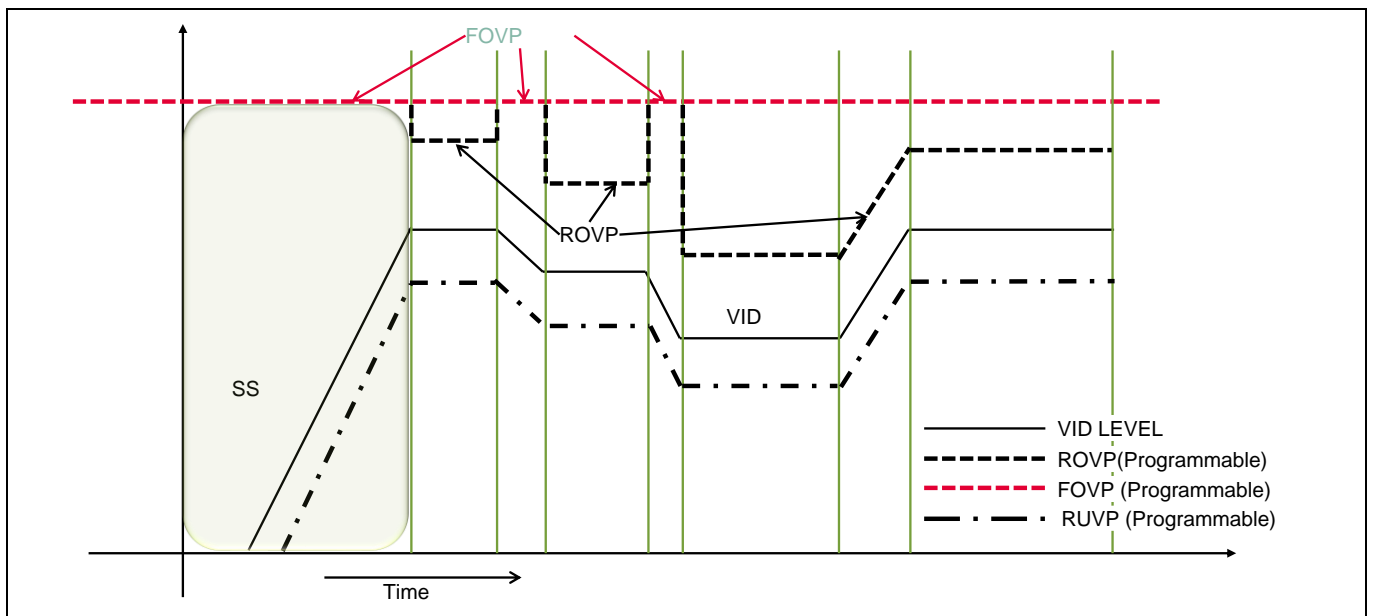 FOVP
ROVP
VID
SS
VID LEVEL
ROVP(Programmable)
FOVP (Programmable)
RUVP (Programmable)
Time